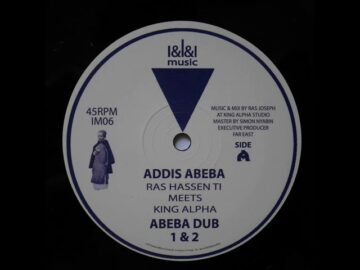 I&I&I
music
45RPM
IM06
MUSIC & MIX BY RAS JOSEPH
AT KING ALPHA STUDIO
MASTER BY SIMON NYABIN
EXECUTIVE PRODUCER
FAR EAST
SIDE
A
ADDIS ABEBA
RAS HASSEN TI
MEETS
KING ALPHA
ABEBA DUB
1 & 2